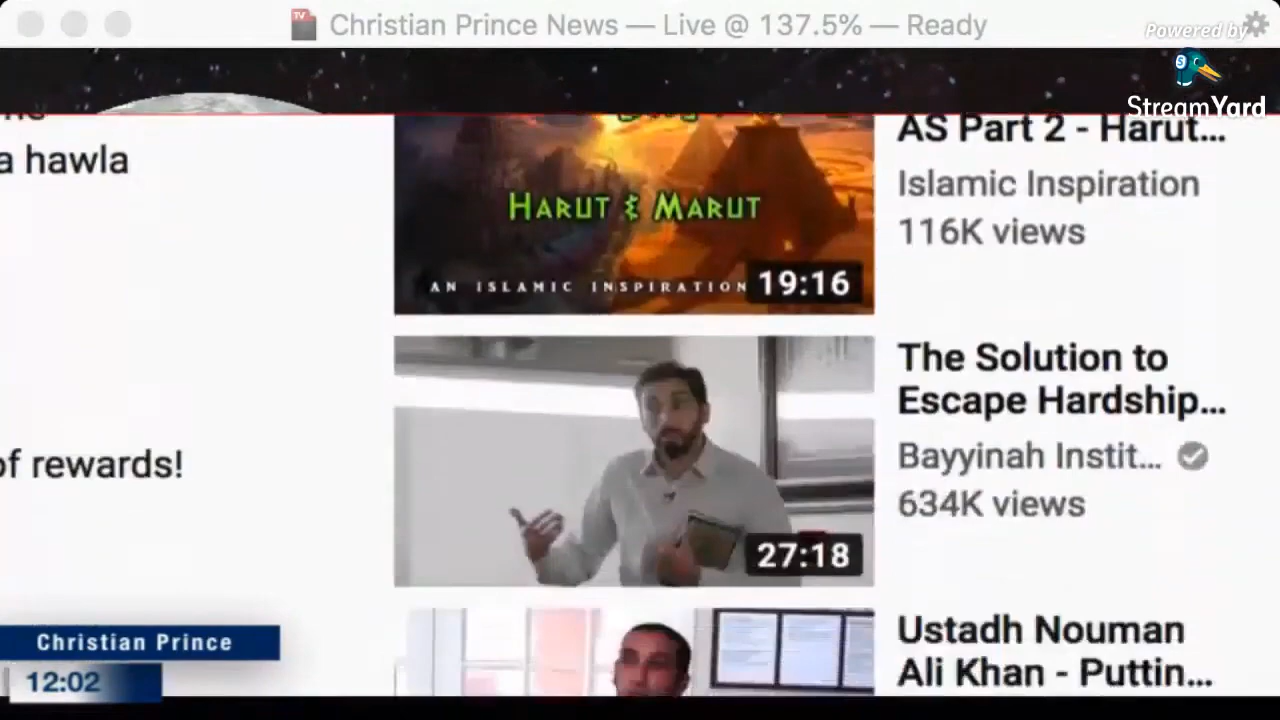 Christian Prince News — Live @ 137.5% — Ready
Powered by
StreamYard
a hawla
of rewards!
HARUT & MARUT
AN ISLAMIC INSPIRATION
19:16
AS Part 2 - Harut...
Islamic Inspiration
116K views
27:18
The Solution to
Escape Hardship...
Bayyinah Instit...
634K views
Ustadh Nouman
Ali Khan - Puttin...
Christian Prince
12:02